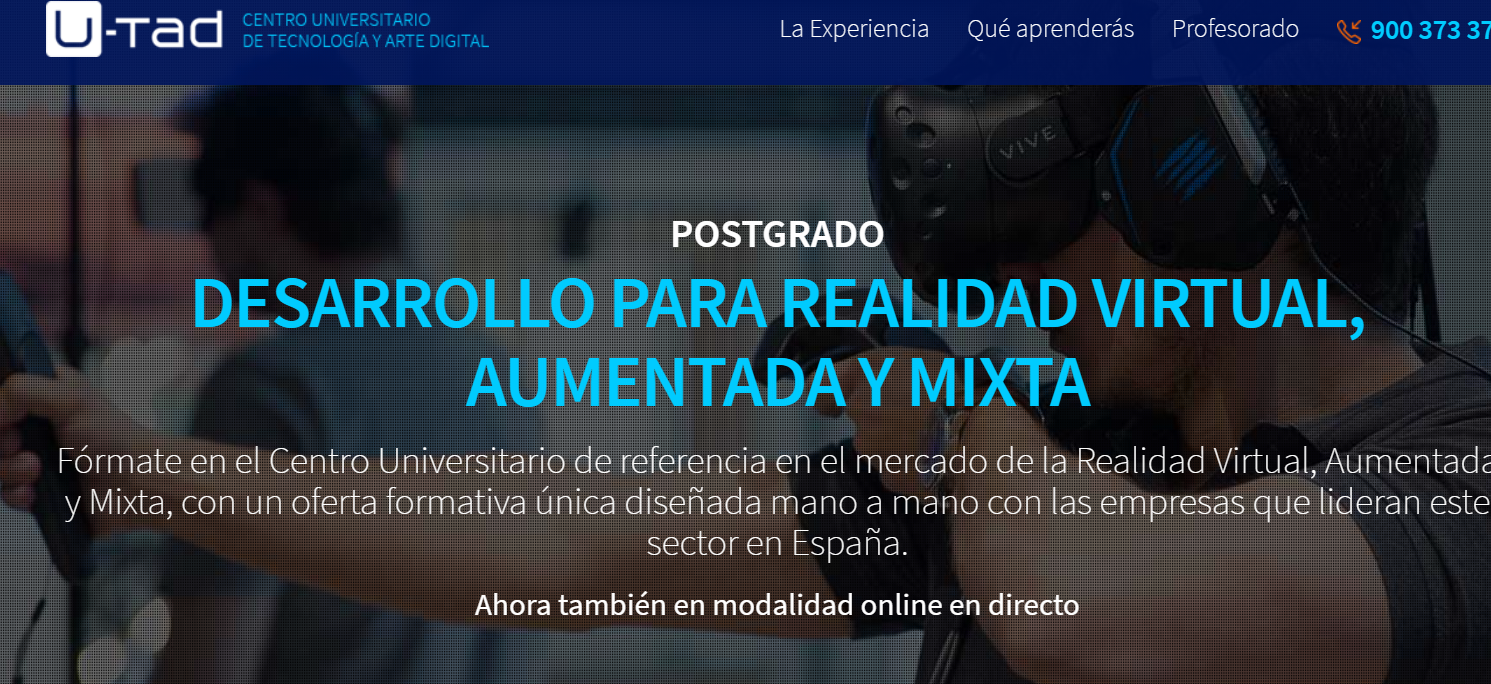 U-tad
CENTRO UNIVERSITARIO
DE TECNOLOGÍA Y ARTE DIGITAL
La Experiencia
Qué aprenderás
Profesorado
900 373 37
VIVE
POSTGRADO
DESARROLLO PARA REALIDAD VIRTUAL,
AUMENTADA Y MIXTA
Fórmate en el Centro Universitario de referencia en el mercado de la Realidad Virtual, Aumentada
y Mixta, con un oferta formativa única diseñada mano a mano con las empresas que lideran este
sector en España.
Ahora también en modalidad online en directo